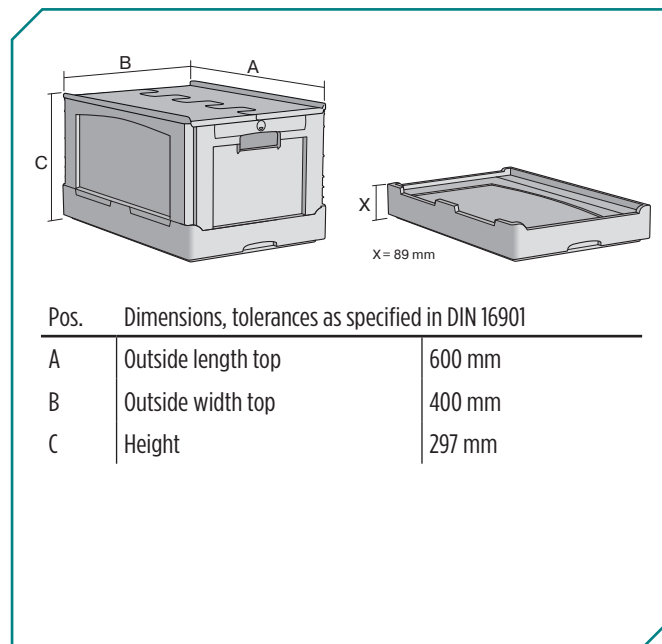 B
A
C
X
X = 89 mm
Pos. Dimensions, tolerances as specified in DIN 16901
A Outside length top 600 mm
B Outside width top 400 mm
C Height 297 mm